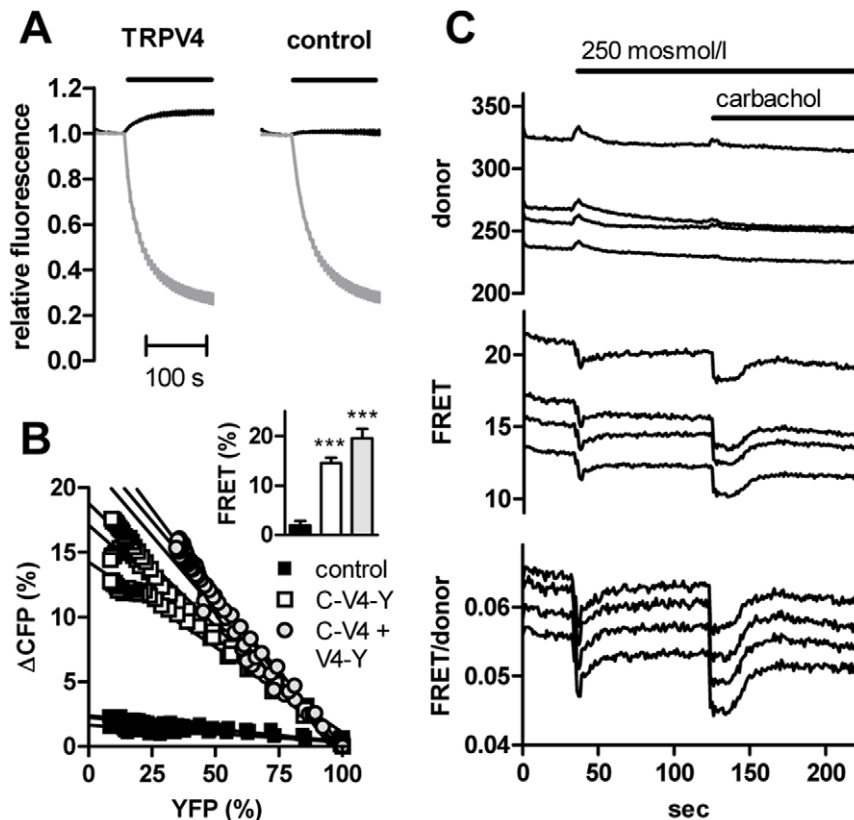 A
TRPV4
control
relative fluorescence
1.2
1.0
0.8
0.6
0.4
0.2
0.0
100 s
B
FRET (%)
20
10
0
***
***
ΔCFP (%)
20
15
10
5
0
0
25
50
75
100
YFP (%)
control
C-V4-Y
C-V4 +
V4-Y
C
250 mosmol/l
carbachol
donor
350
300
250
200
FRET
20
15
10
FRET/donor
0.06
0.05
0.04
0
50
100
150
200
sec